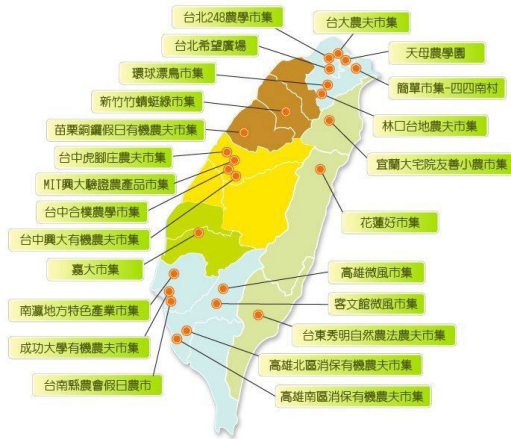 台北248農學市集
台大農夫市集
台北希望廣場
天母農學園
環球漂鳥市集
簡單市集-四四南村
新竹竹蜻蜓綠市集
林口台地農夫市集
苗栗銅鑼假日有機農夫市集
台中虎腳庄農夫市集
宜蘭大宅院友善小農市集
MIT興大驗證農產品市集
台中合樸農學市集
花蓮好市集
台中興大有機農夫市集
嘉大市集
高雄微風市集
南瀛地方特色產業市集
客文館微風市集
台東秀明自然農法農夫市集
成功大學有機農夫市集
高雄北區消保有機農夫市集
台南縣農會假日農市
高雄南區消保有機農夫市集